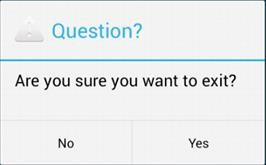 Question?
Are you sure you want to exit?
No
Yes